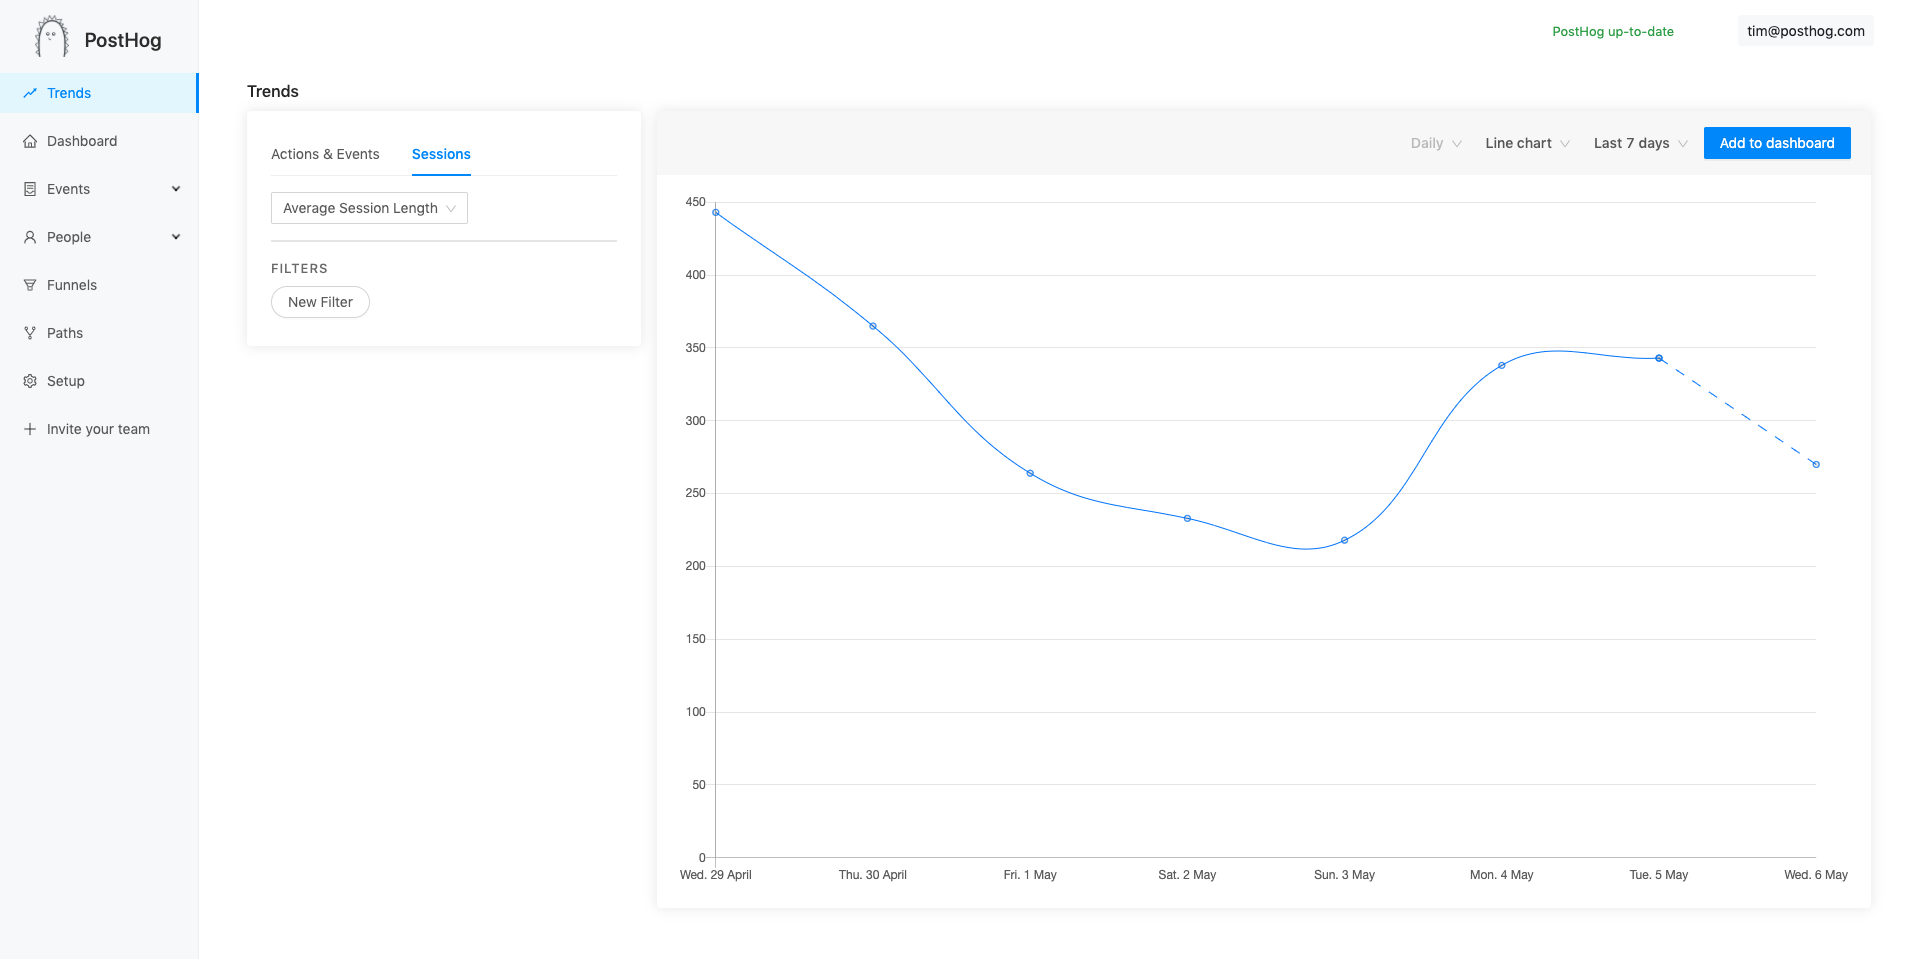 PostHog
Trends
Dashboard
Events
People
Funnels
Paths
Setup
Invite your team
PostHog up-to-date
tim@posthog.com
Trends
Actions & Events
Sessions
Average Session Length
FILTERS
New Filter
Daily
Line chart
Last 7 days
Add to dashboard
450
400
350
300
250
200
150
100
50
0
Wed. 29 April
Thu. 30 April
Fri. 1 May
Sat. 2 May
Sun. 3 May
Mon. 4 May
Tue. 5 May
Wed. 6 May